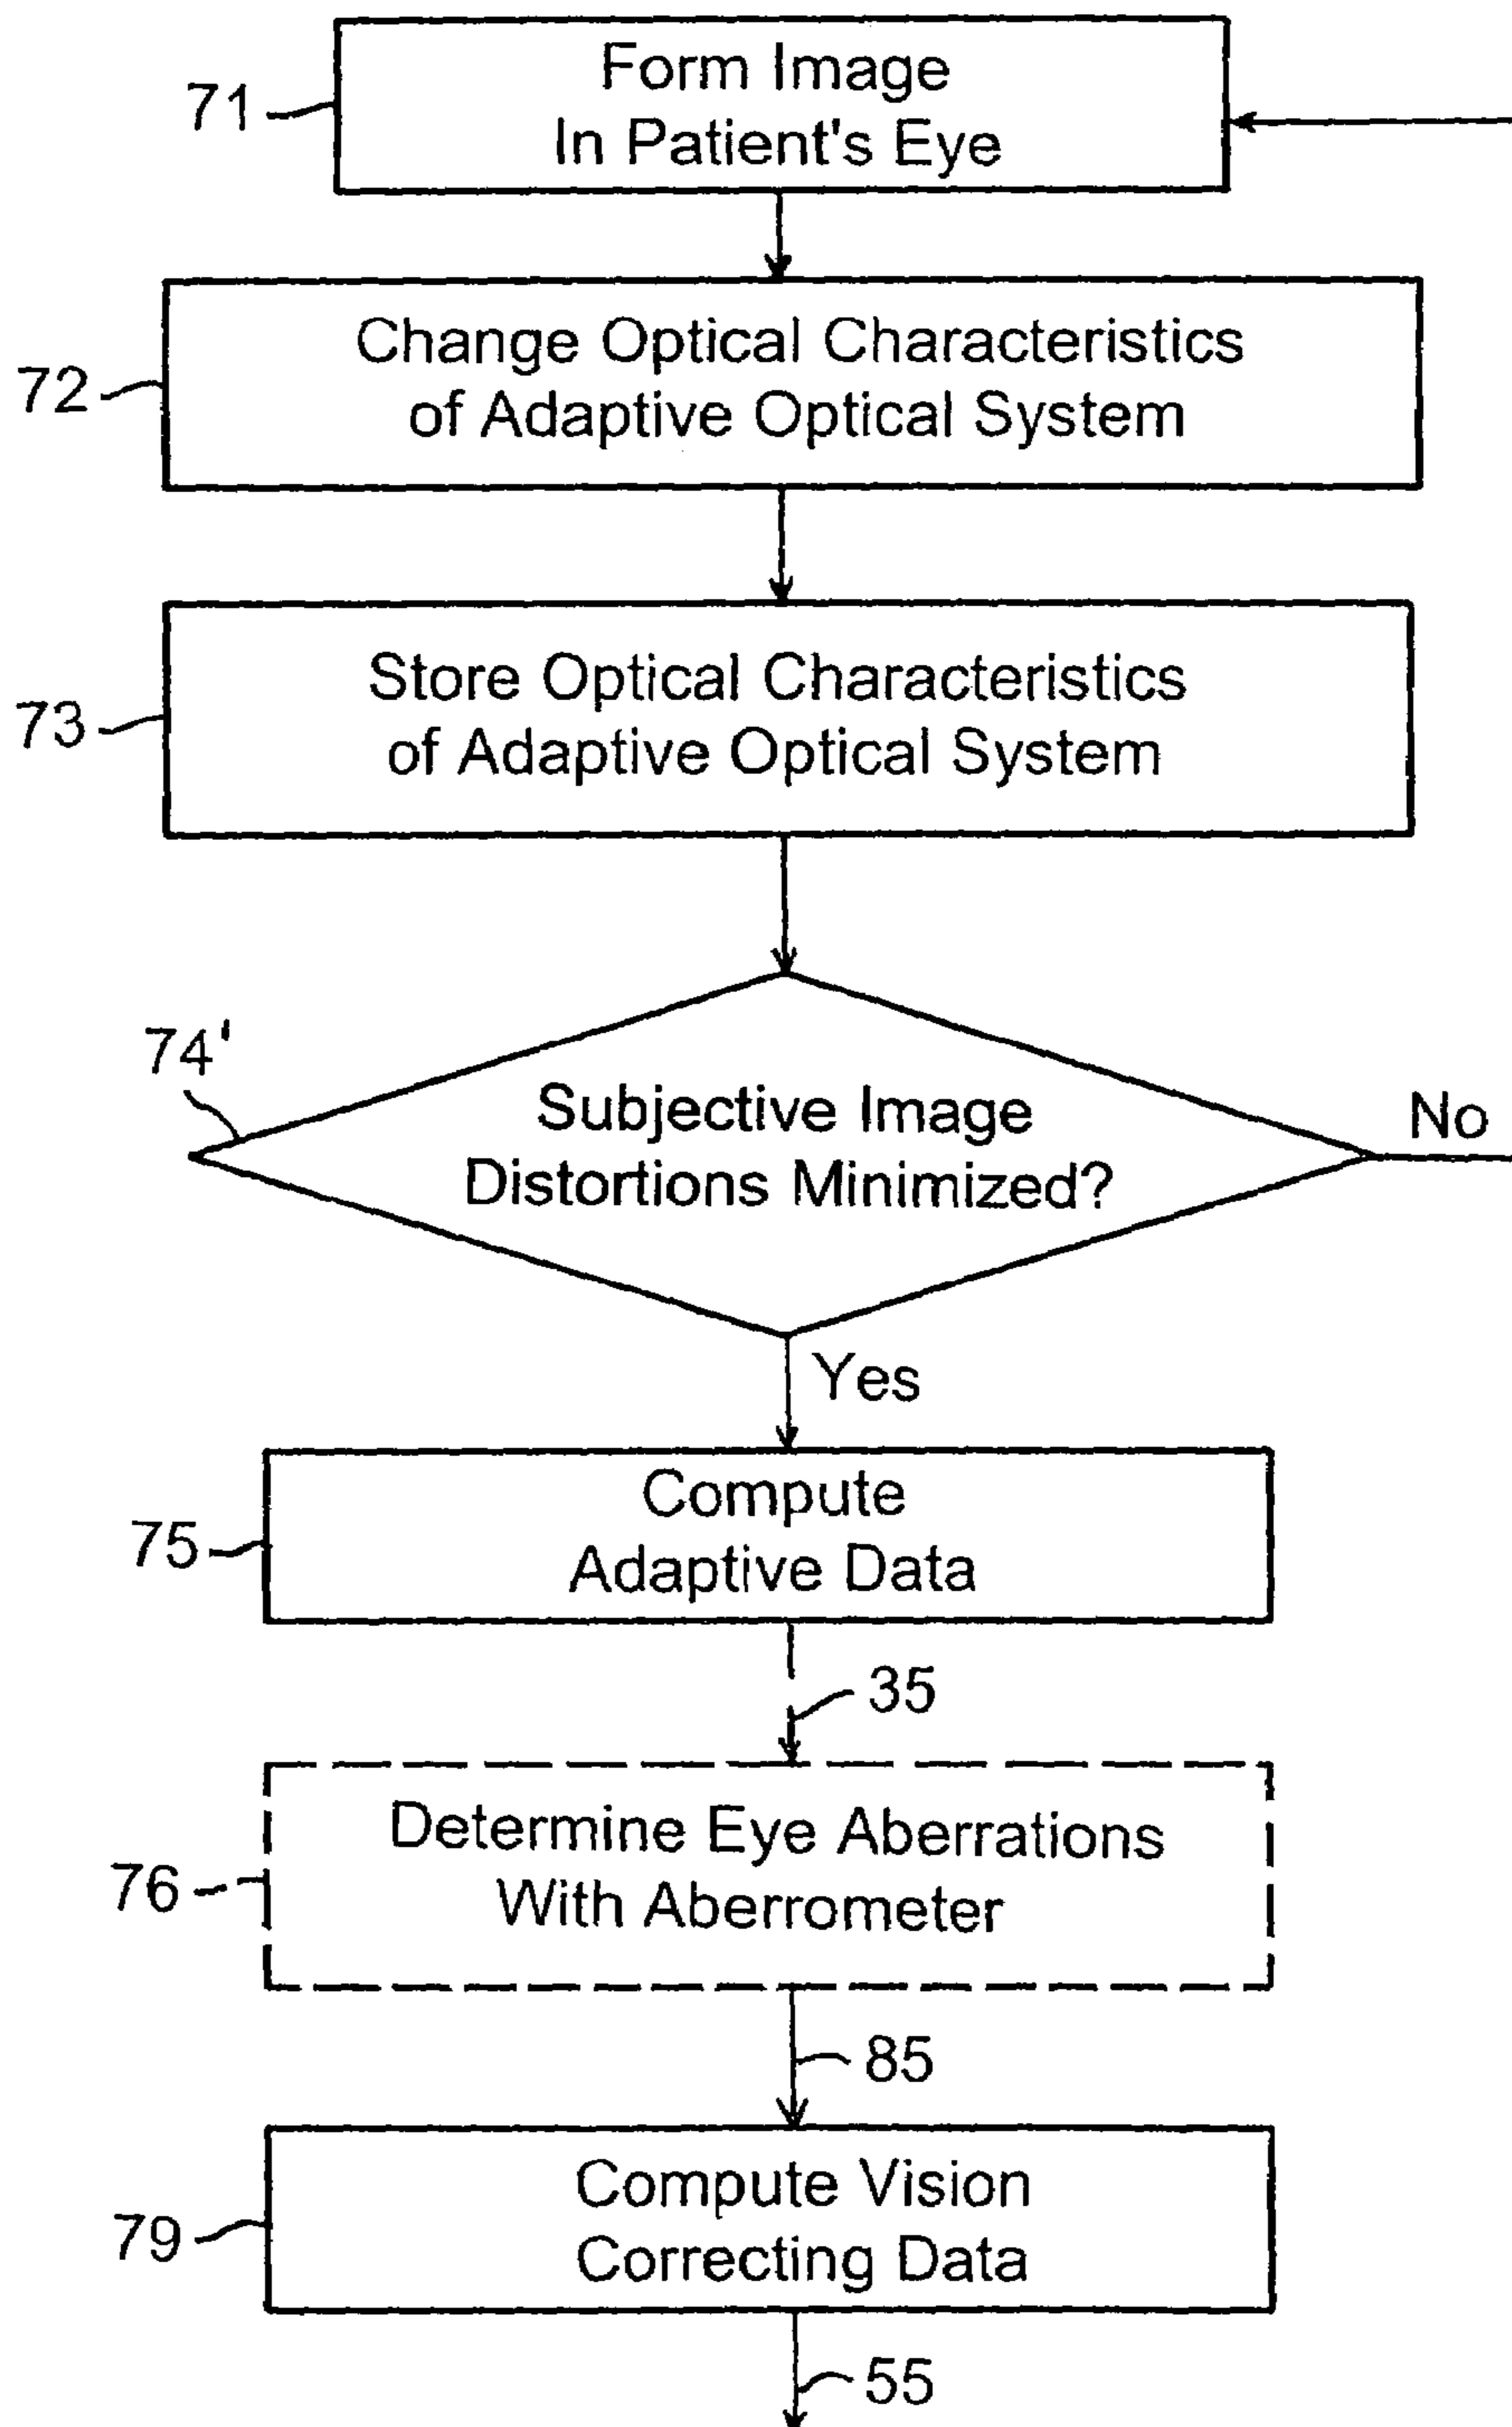 71
Form Image
In Patient's Eye
72
Change Optical Characteristics
of Adaptive Optical System
73
Store Optical Characteristics
of Adaptive Optical System
74'
Subjective Image
Distortions Minimized?
No
Yes
75
Compute
Adaptive Data
35
76
Determine Eye Aberrations
With Aberrometer
85
79
Compute Vision
Correcting Data
55